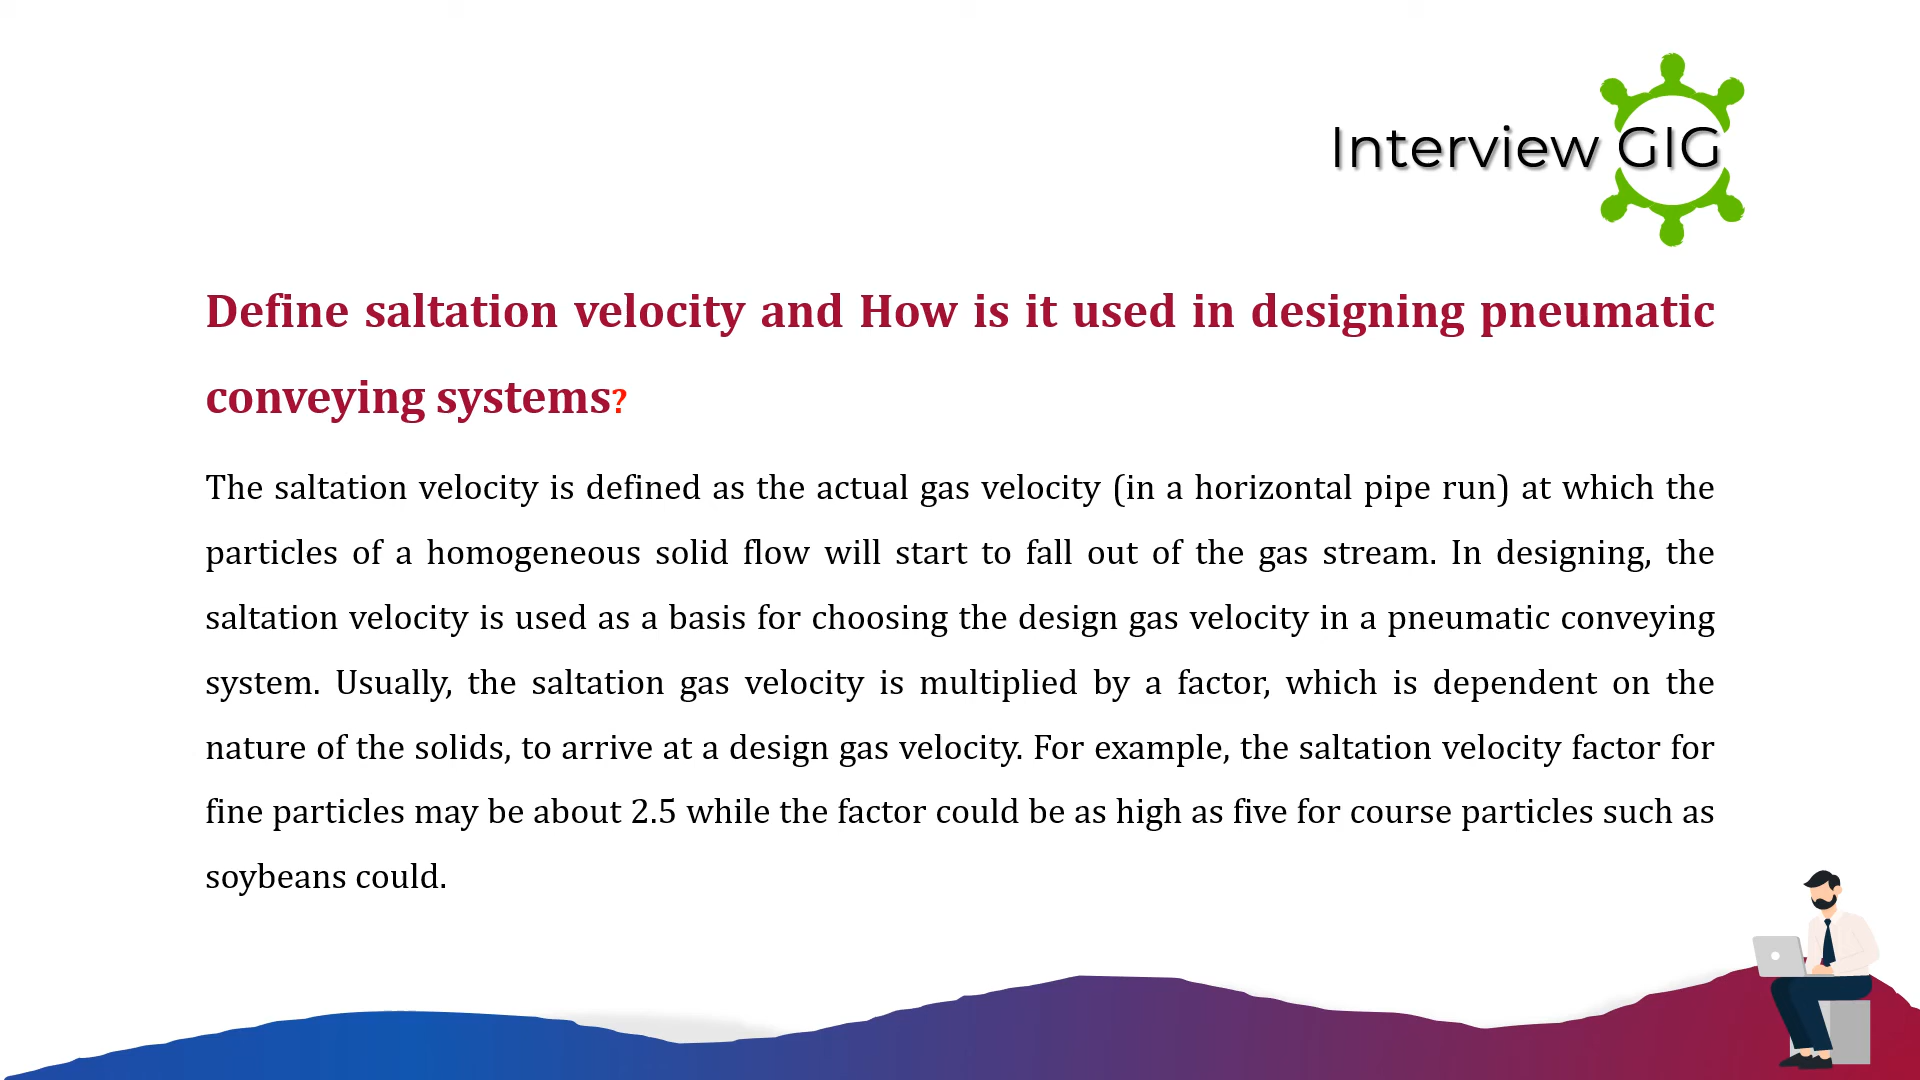 Interview GIG
Define saltation velocity and How is it used in designing pneumatic
conveying systems?
The saltation velocity is defined as the actual gas velocity (in a horizontal pipe run) at which the
particles of a homogeneous solid flow will start to fall out of the gas stream. In designing, the
saltation velocity is used as a basis for choosing the design gas velocity in a pneumatic conveying
system. Usually, the saltation gas velocity is multiplied by a factor, which is dependent on the
nature of the solids, to arrive at a design gas velocity. For example, the saltation velocity factor for
fine particles may be about 2.5 while the factor could be as high as five for course particles such as
soybeans could.